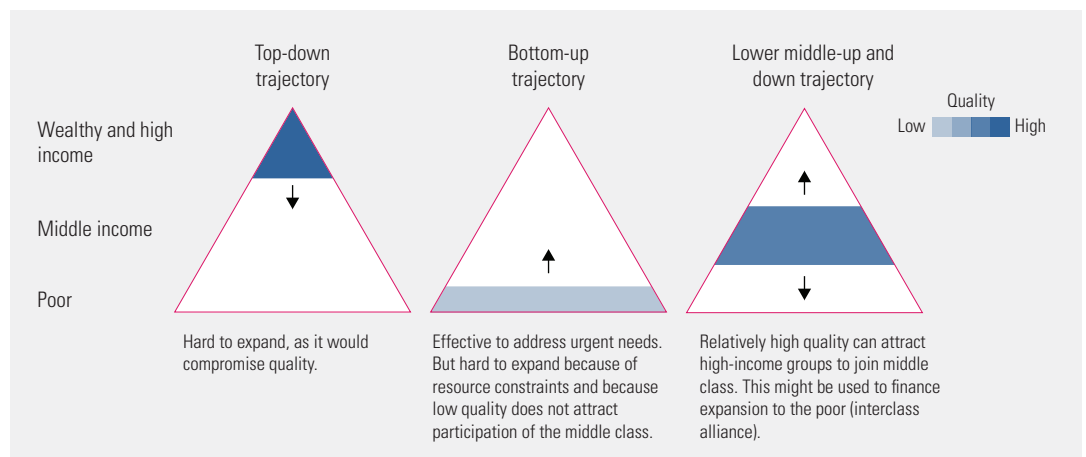 Top-down
trajectory
Bottom-up
trajectory
Lower middle-up and
down trajectory
Quality
Low
High
Wealthy and high
income
Middle income
Poor
Hard to expand, as it would
compromise quality.
Effective to address urgent needs.
But hard to expand because of
resource constraints and because
low quality does not attract
participation of the middle class.
Relatively high quality can attract
high-income groups to join middle
class. This might be used to finance
expansion to the poor (interclass
alliance).